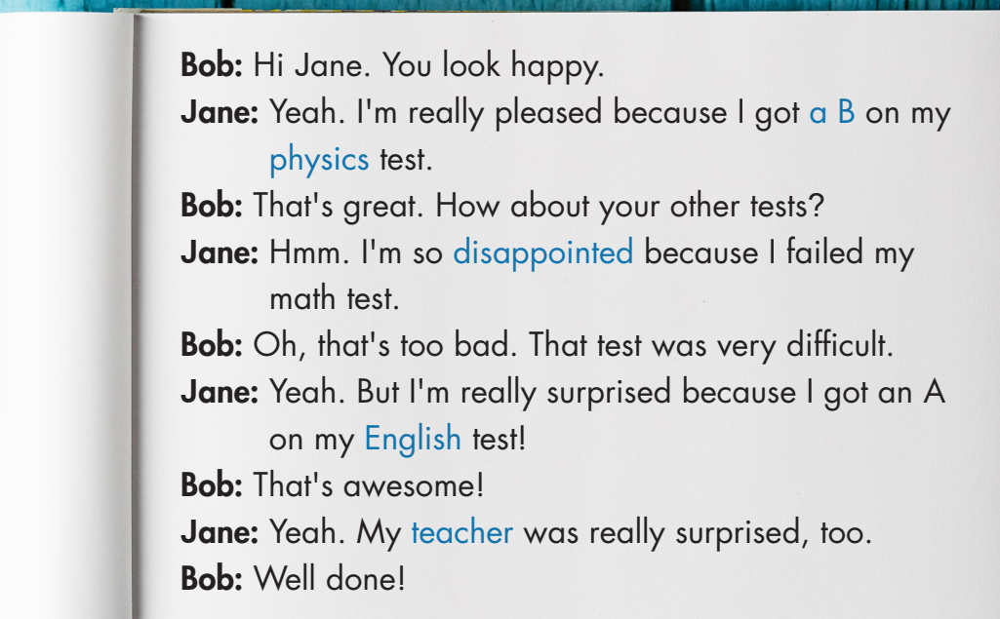 Bob: Hi Jane. You look happy.
Jane: Yeah. I'm really pleased because I got a B on my
physics test.
Bob: That's great. How about your other tests?
Jane: Hmm. I'm so disappointed because I failed my
math test.
Bob: Oh, that's too bad. That test was very difficult.
Jane: Yeah. But I'm really surprised because I got an A
on my English test!
Bob: That's awesome!
Jane: Yeah. My teacher was really surprised, too.
Bob: Well done!